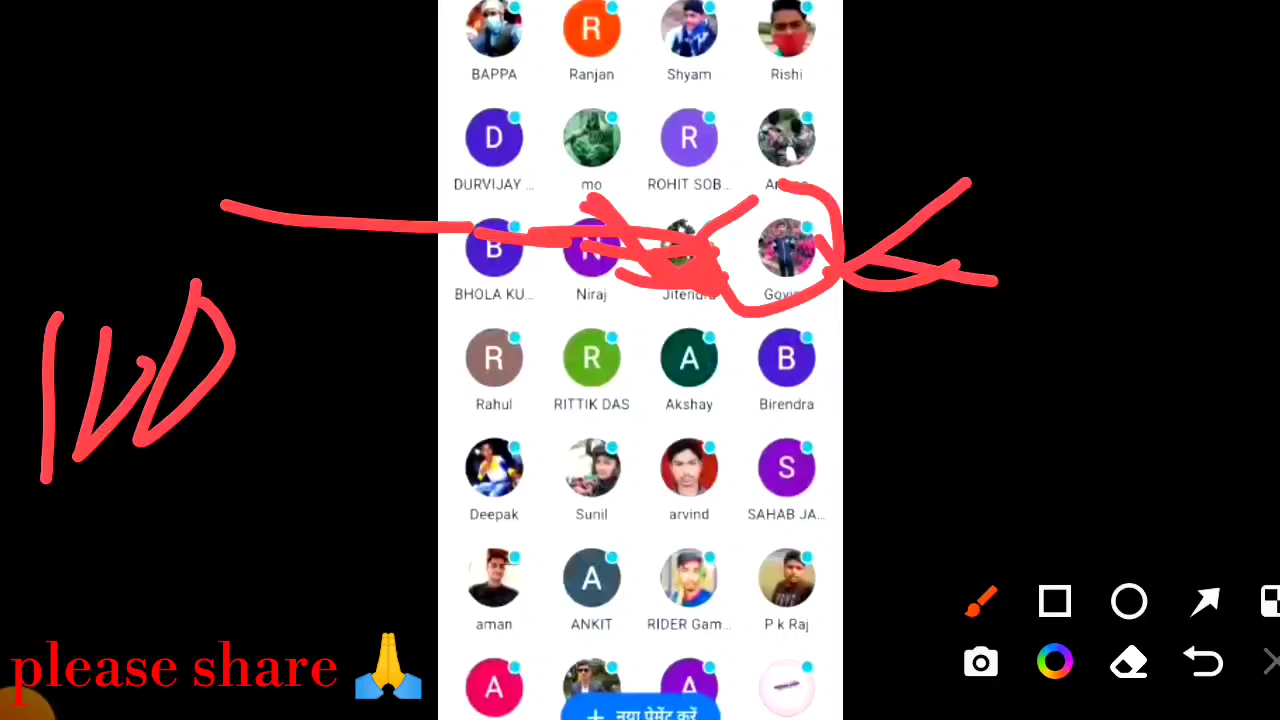 BAPPA Ranjan Shyam Rishi
R
DURVIJAY ... mo ROHIT SOB...
D R
BHOLA KU... Niraj Jitendra
B N
R R A B
Rahul RITTIK DAS Akshay Birendra
S
Deepak Sunil arvind SAHAB JA...
A
aman ANKIT RIDER Gam... P k Raj
please share 🙏
A A
+ नया पेमेंट करें